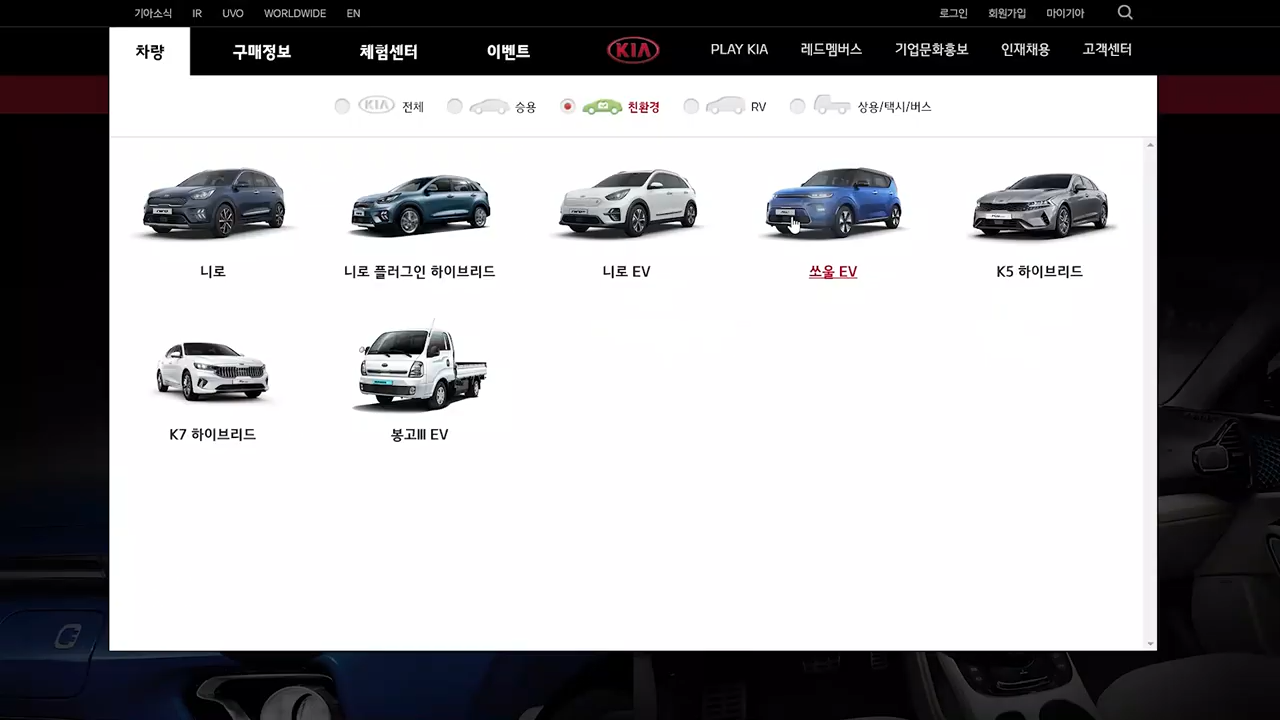 기아소식 IR UVO WORLDWIDE EN 로그인 회원가입 마이기아
차량 구매정보 체험센터 이벤트 KIA PLAY KIA 레드멤버스 기업문화홍보 인재채용 고객센터
KIA 전체 승용 친환경 RV 상용/택시/버스
니로 니로 플러그인 하이브리드 니로 EV 쏘울 EV K5 하이브리드
K7 하이브리드 봉고III EV